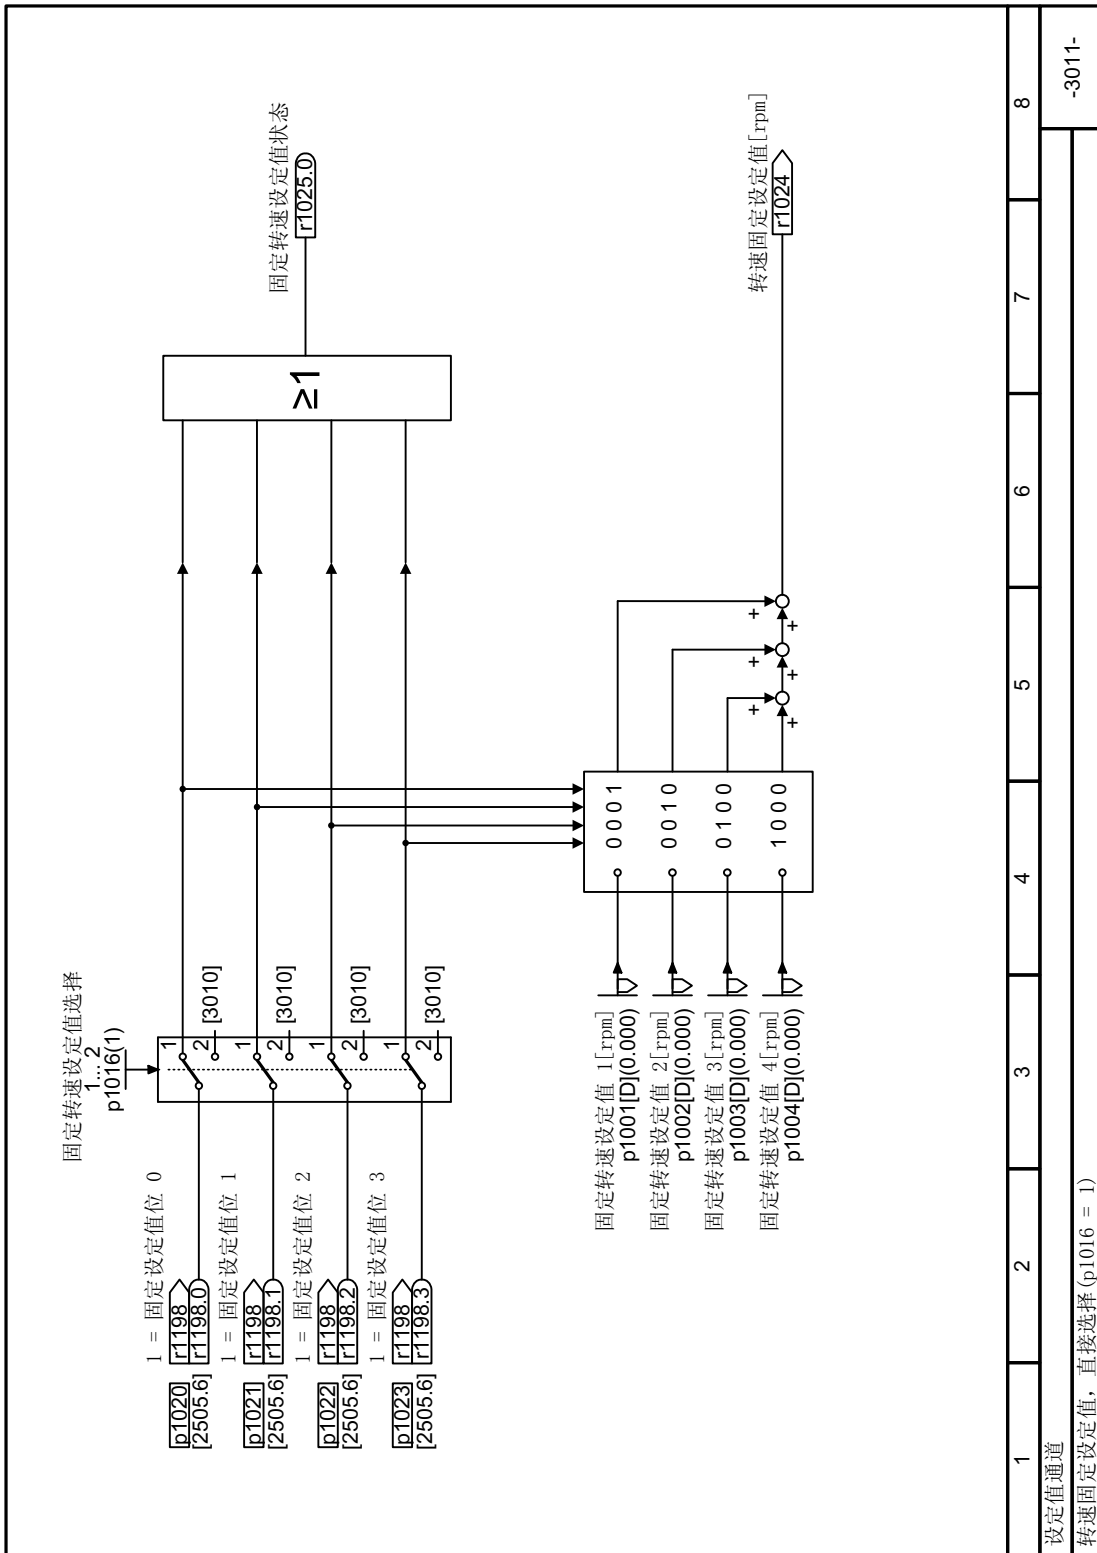 固定转速设定值选择
1...2
p1016(1)
1 = 固定设定值位 0
p1020
r1198
r1198.0
[2505.6]
1
2
[3010]
1 = 固定设定值位 1
p1021
r1198
r1198.1
[2505.6]
1
2
[3010]
1 = 固定设定值位 2
p1022
r1198
r1198.2
[2505.6]
1
2
[3010]
1 = 固定设定值位 3
p1023
r1198
r1198.3
[2505.6]
1
2
[3010]
≥1
固定转速设定值状态
r1025.0
固定转速设定值 1[rpm]
p1001[D](0.000)
0 0 0 1
+
+
固定转速设定值 2[rpm]
p1002[D](0.000)
0 0 1 0
+
+
固定转速设定值 3[rpm]
p1003[D](0.000)
0 1 0 0
+
+
固定转速设定值 4[rpm]
p1004[D](0.000)
1 0 0 0
转速固定设定值[rpm]
r1024
1 2 3 4 5 6 7 8
设定值通道
转速固定设定值, 直接选择(p1016 = 1)
-3011-